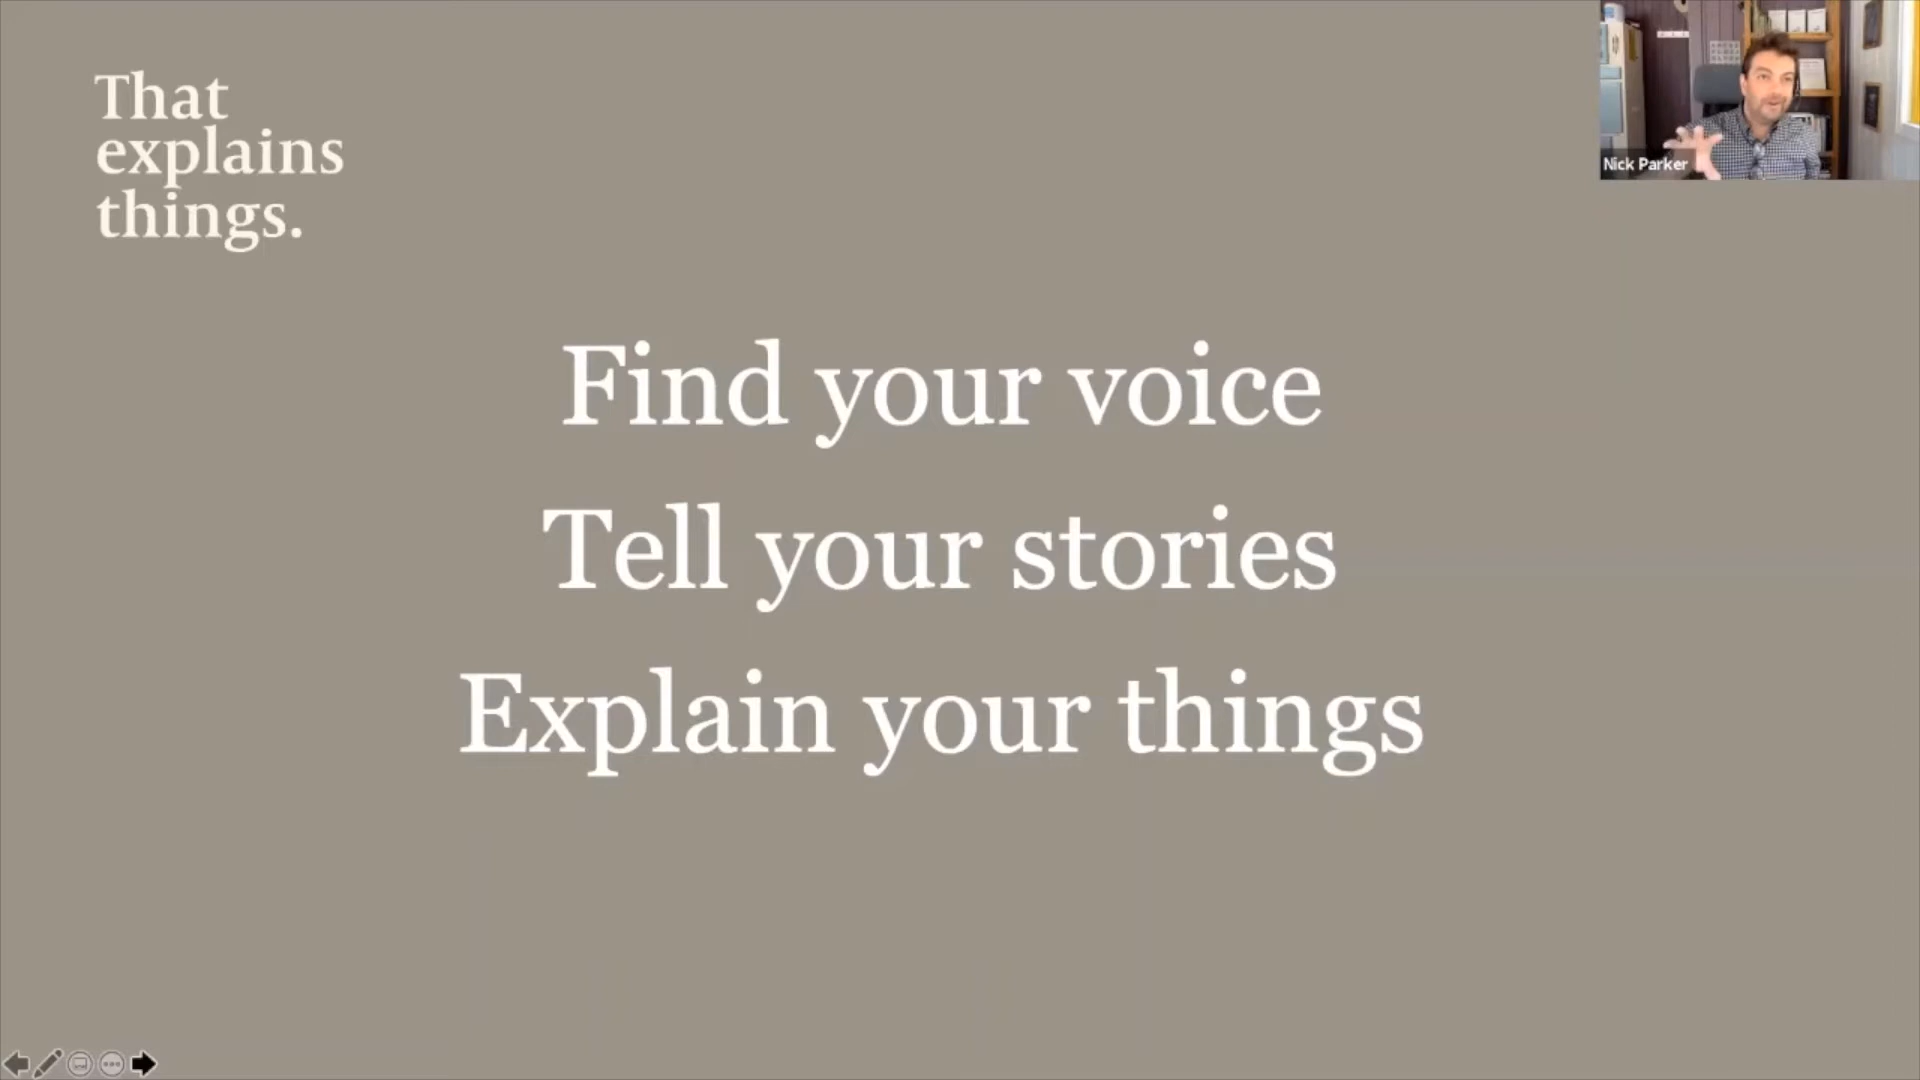 That
explains
things.
Nick Parker
Find your voice
Tell your stories
Explain your things